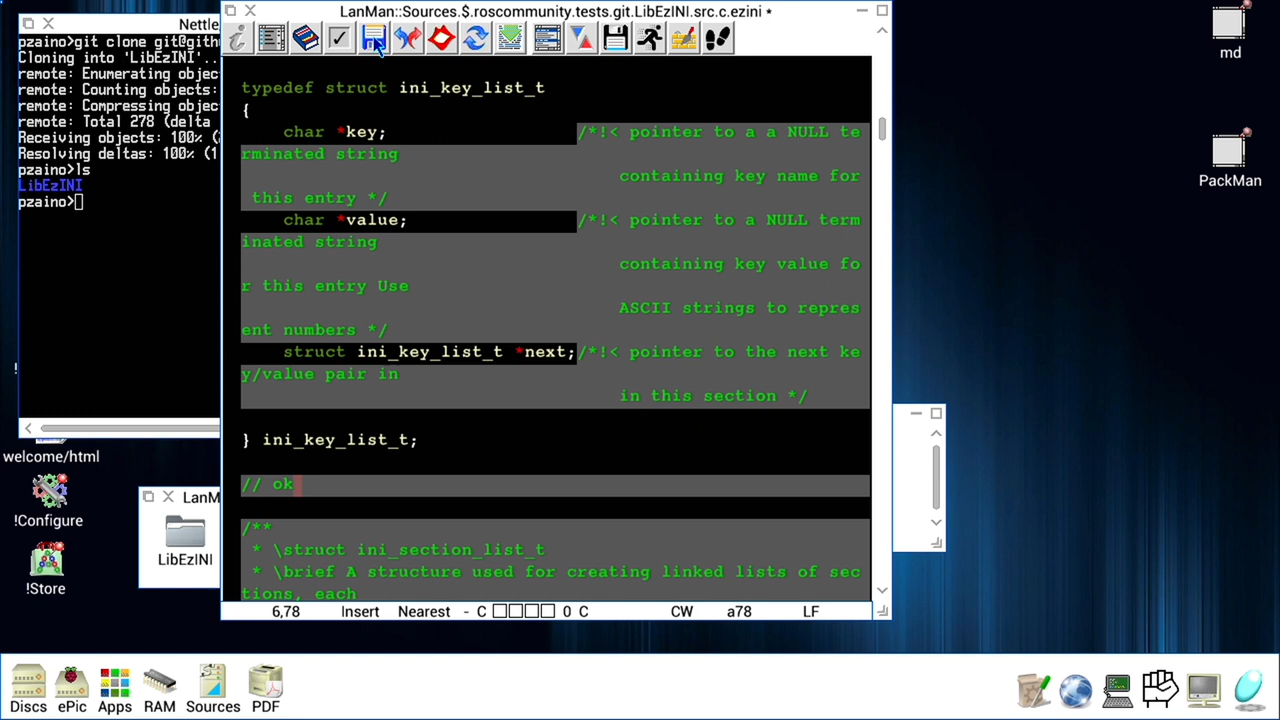 Nettle
pzaino>git clone git@gith
Cloning into 'LibEzINI'..
remote: Enumerating objec
remote: Counting objects:
remote: Compressing objec
remote: Total 278 (delta
Receiving objects: 100% (
Resolving deltas: 100% (1
pzaino>ls
LibEzINI
pzaino>
LanMan::Sources.$.roscommunity.tests.git.LibEzINI.src.c.ezini *
typedef struct ini_key_list_t
{
char *key; /*!< pointer to a a NULL te
rminated string
containing key name for
this entry */
char *value; /*!< pointer to a NULL term
inated string
containing key value fo
r this entry Use
ASCII strings to repres
ent numbers */
struct ini_key_list_t *next;/*!< pointer to the next ke
y/value pair in
in this section */
} ini_key_list_t;
// ok
/**
* \struct ini_section_list_t
* \brief A structure used for creating linked lists of sec
tions, each
6,78 Insert Nearest - C 0 C CW a78 LF
md
PackMan
welcome/html
!Configure
!Store
LanM
LibEzINI
Discs ePic Apps RAM Sources PDF